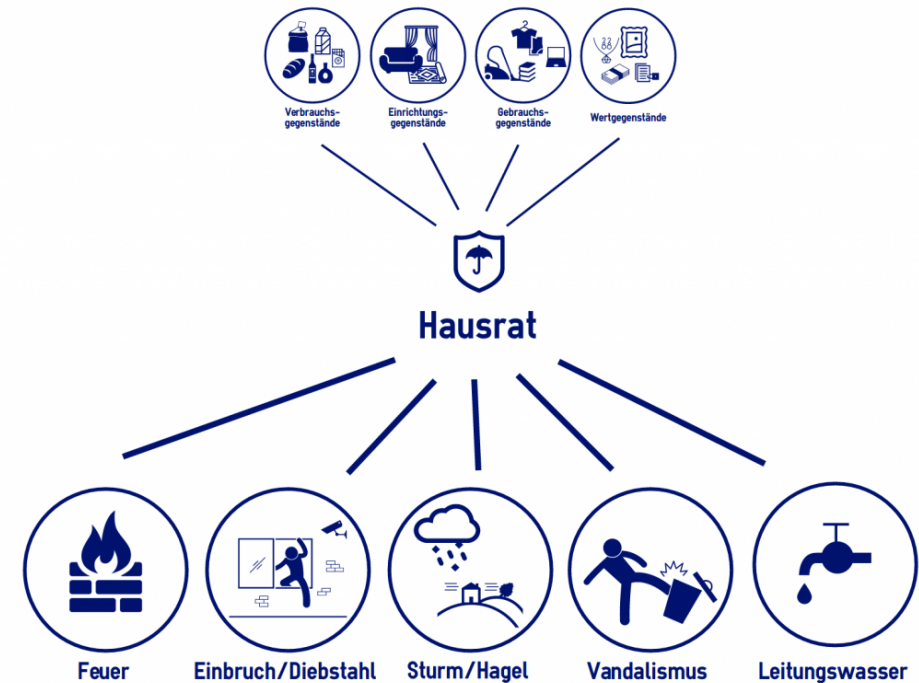 Verbrauchs-
gegenstände
Einrichtungs-
gegenstände
Gebrauchs-
gegenstände
Wertgegenstände
Hausrat
Feuer
Einbruch/Diebstahl
Sturm/Hagel
Vandalismus
Leitungswasser